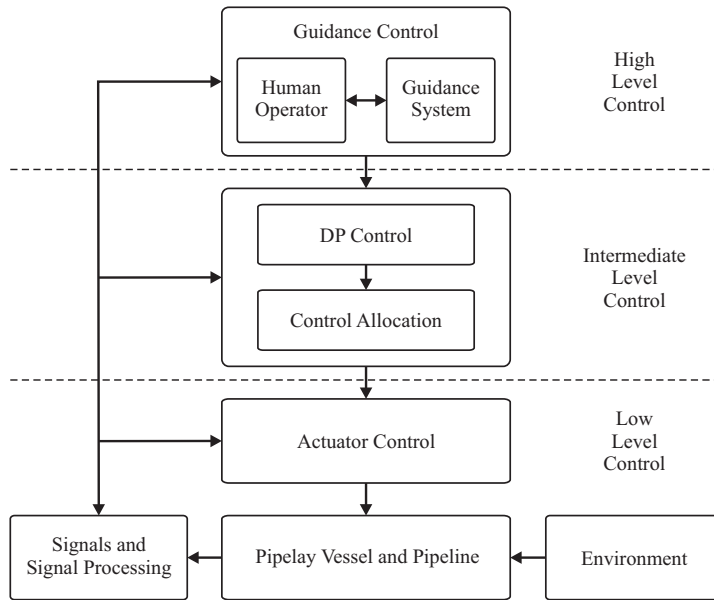 Guidance Control
Human
Operator
Guidance
System
High
Level
Control
DP Control
Control Allocation
Intermediate
Level
Control
Actuator Control
Low
Level
Control
Signals and
Signal Processing
Pipelay Vessel and Pipeline
Environment